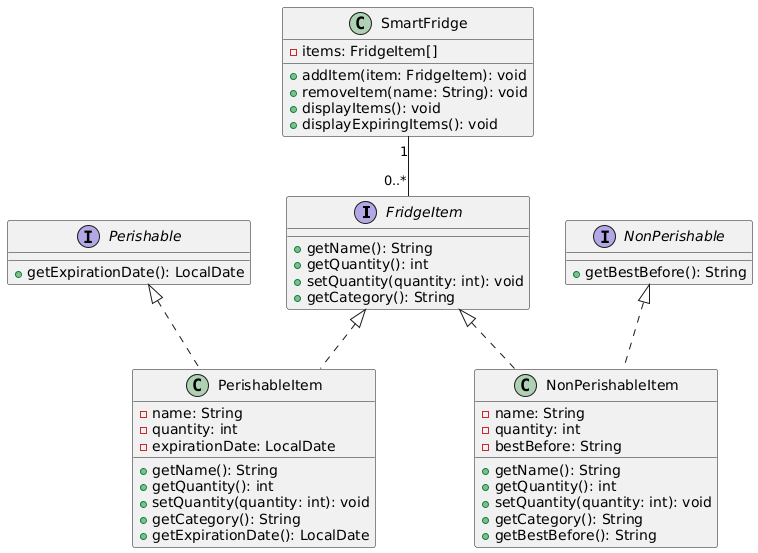 C SmartFridge
items: FridgeItem[]
addItem(item: FridgeItem): void
removeItem(name: String): void
displayItems(): void
displayExpiringItems(): void
1
0..*
I Perishable
getExpirationDate(): LocalDate
I FridgeItem
getName(): String
getQuantity(): int
setQuantity(quantity: int): void
getCategory(): String
I NonPerishable
getBestBefore(): String
C PerishableItem
name: String
quantity: int
expirationDate: LocalDate
getName(): String
getQuantity(): int
setQuantity(quantity: int): void
getCategory(): String
getExpirationDate(): LocalDate
C NonPerishableItem
name: String
quantity: int
bestBefore: String
getName(): String
getQuantity(): int
setQuantity(quantity: int): void
getCategory(): String
getBestBefore(): String